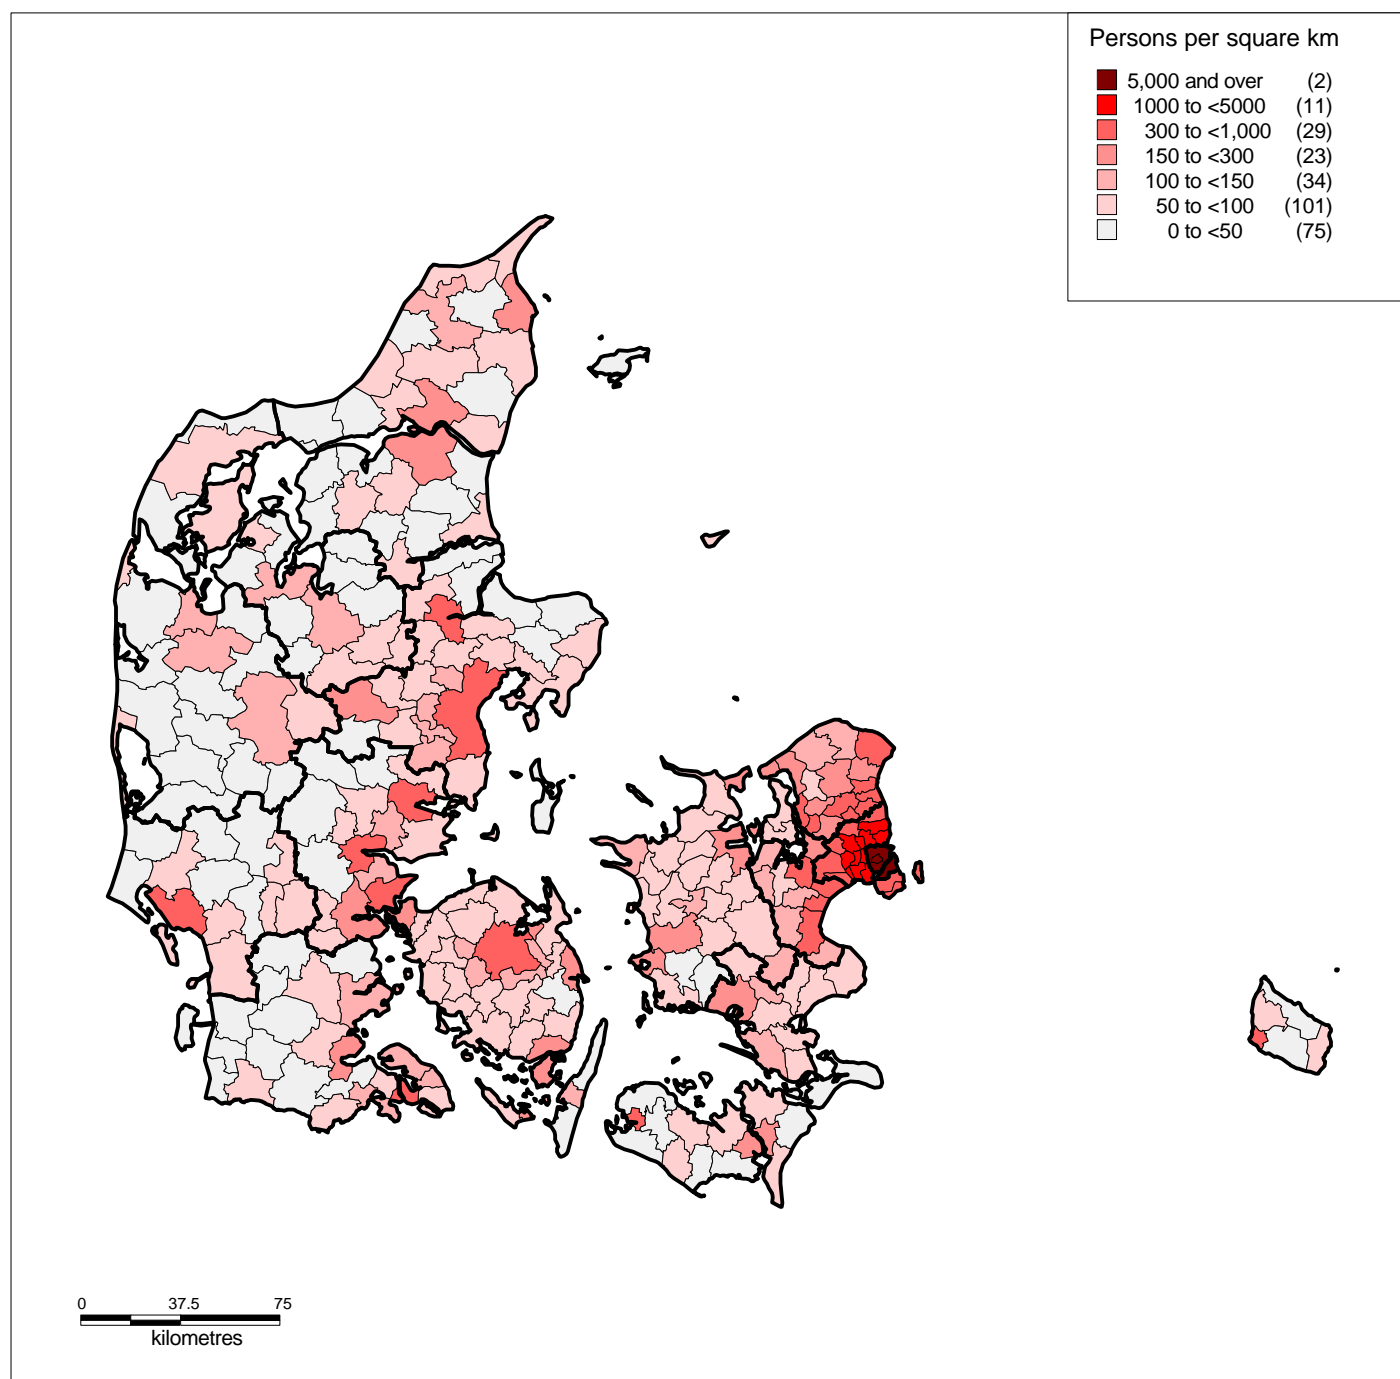 Persons per square km
5,000 and over (2)
1000 to <5000 (11)
300 to <1,000 (29)
150 to <300 (23)
100 to <150 (34)
50 to <100 (101)
0 to <50 (75)
0 37.5 75
kilometres